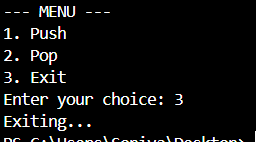 --- MENU ---
1. Push
2. Pop
3. Exit
Enter your choice: 3
Exiting...